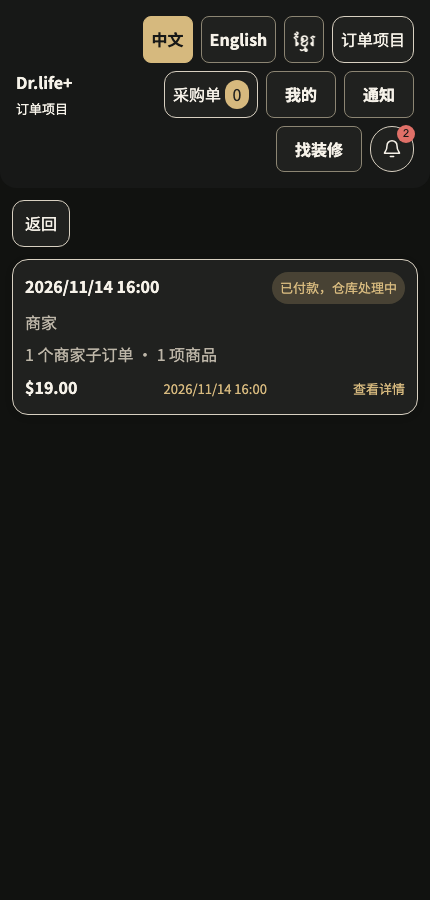 中文 English ខ្មែរ 订单项目
Dr.life+
订单项目
采购单 0 我的 通知
找装修 2
返回
2026/11/14 16:00 已付款，仓库处理中
商家
1 个商家子订单 · 1 项商品
$19.00 2026/11/14 16:00 查看详情